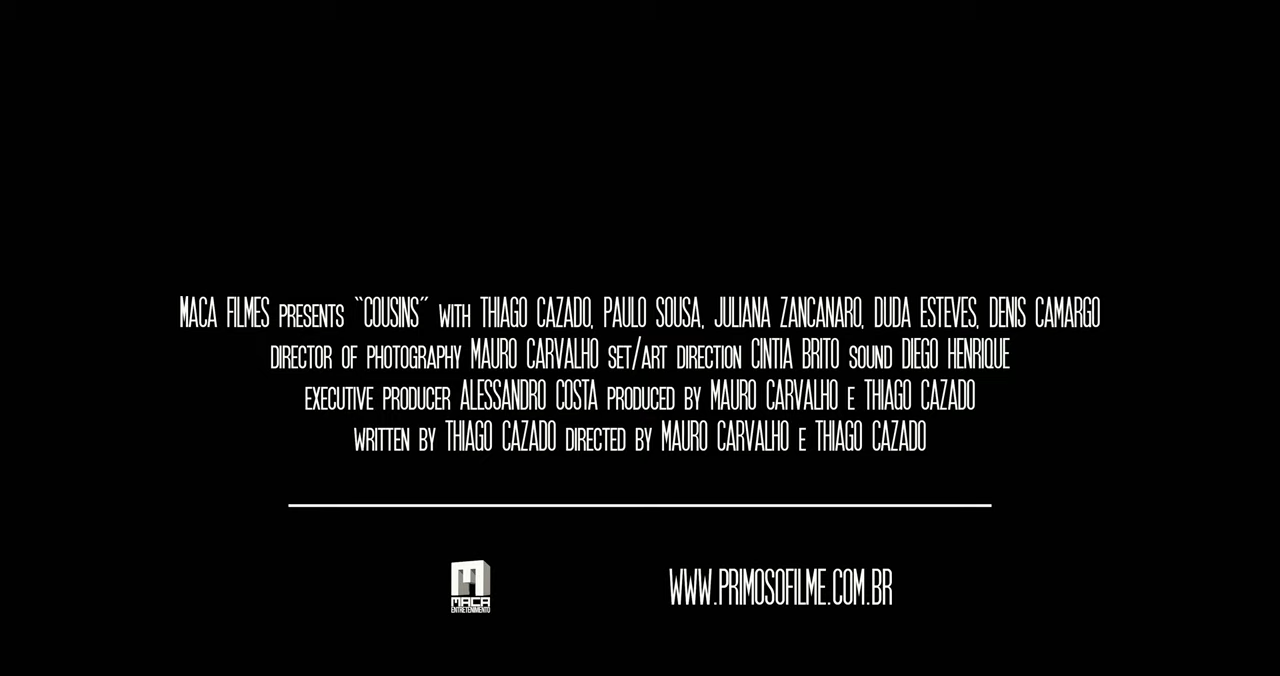 MACA FILMES PRESENTS "COUSINS" WITH THIAGO CAZADO, PAULO SOUSA, JULIANA ZANCANARO, DUDA ESTEVES, DENIS CAMARGO
DIRECTOR OF PHOTOGRAPHY MAURO CARVALHO SET/ART DIRECTION CINTIA BRITO SOUND DIEGO HENRIQUE
EXECUTIVE PRODUCER ALESSANDRO COSTA PRODUCED BY MAURO CARVALHO E THIAGO CAZADO
WRITTEN BY THIAGO CAZADO DIRECTED BY MAURO CARVALHO E THIAGO CAZADO
MACA
ENTRETENIMENTO
WWW.PRIMOSOFILME.COM.BR